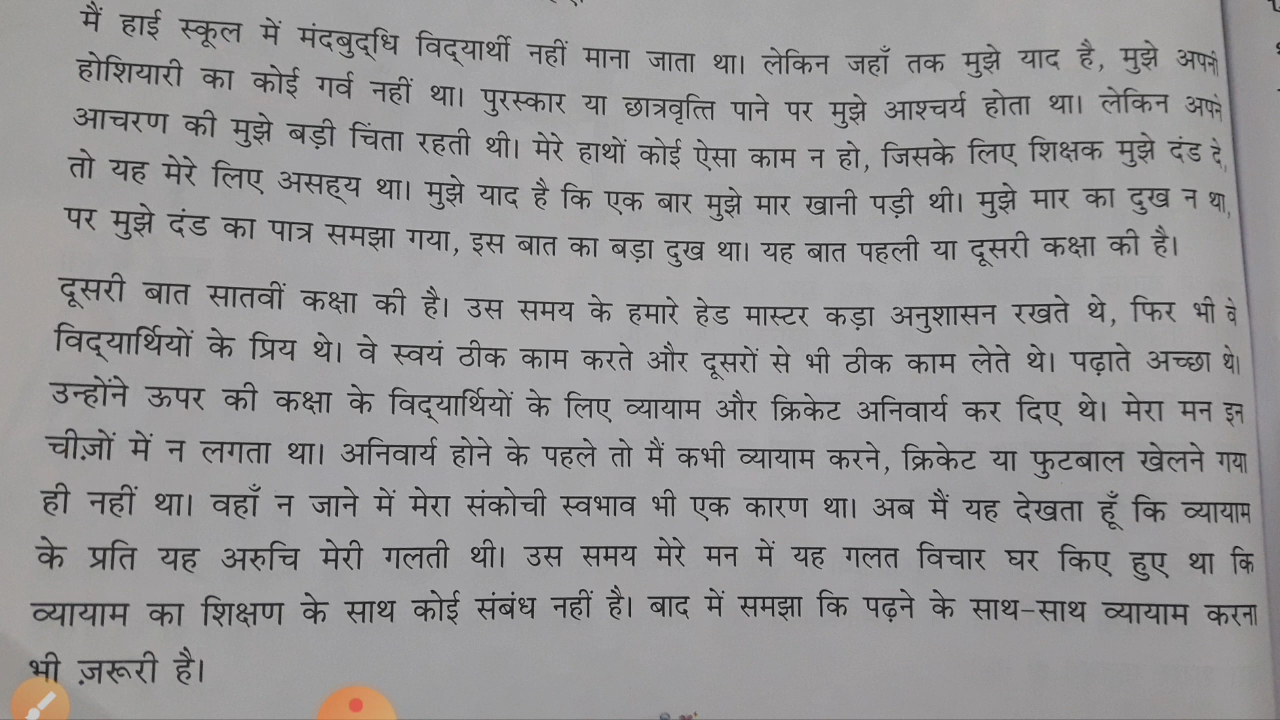 मैं हाई स्कूल में मंदबुद्धि विद्यार्थी नहीं माना जाता था। लेकिन जहाँ तक मुझे याद है, मुझे अपनी
होशियारी का कोई गर्व नहीं था। पुरस्कार या छात्रवृत्ति पाने पर मुझे आश्चर्य होता था। लेकिन अपने
आचरण की मुझे बड़ी चिंता रहती थी। मेरे हाथों कोई ऐसा काम न हो, जिसके लिए शिक्षक मुझे दंड दे,
तो यह मेरे लिए असह्य था। मुझे याद है कि एक बार मुझे मार खानी पड़ी थी। मुझे मार का दुख न था,
पर मुझे दंड का पात्र समझा गया, इस बात का बड़ा दुख था। यह बात पहली या दूसरी कक्षा की है।
दूसरी बात सातवीं कक्षा की है। उस समय के हमारे हेड मास्टर कड़ा अनुशासन रखते थे, फिर भी वे
विद्यार्थियों के प्रिय थे। वे स्वयं ठीक काम करते और दूसरों से भी ठीक काम लेते थे। पढ़ाते अच्छा थे।
उन्होंने ऊपर की कक्षा के विद्यार्थियों के लिए व्यायाम और क्रिकेट अनिवार्य कर दिए थे। मेरा मन इन
चीज़ों में न लगता था। अनिवार्य होने के पहले तो मैं कभी व्यायाम करने, क्रिकेट या फुटबाल खेलने गया
ही नहीं था। वहाँ न जाने में मेरा संकोची स्वभाव भी एक कारण था। अब मैं यह देखता हूँ कि व्यायाम
के प्रति यह अरुचि मेरी गलती थी। उस समय मेरे मन में यह गलत विचार घर किए हुए था कि
व्यायाम का शिक्षण के साथ कोई संबंध नहीं है। बाद में समझा कि पढ़ने के साथ-साथ व्यायाम करना
भी ज़रूरी है।